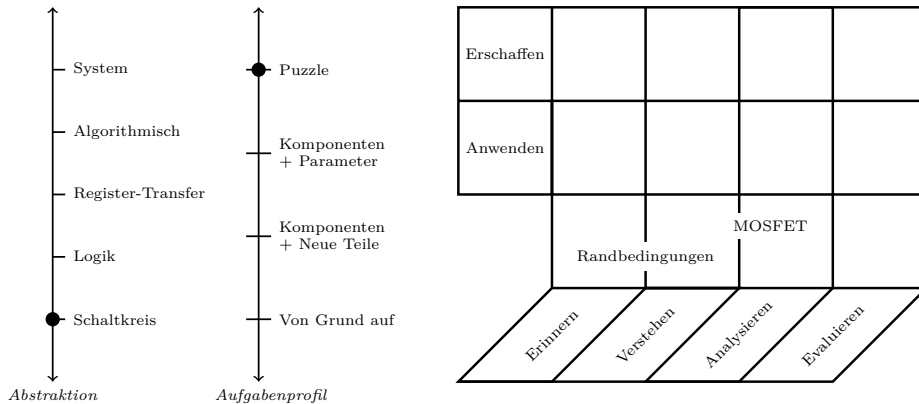 System
Algorithmisch
Register-Transfer
Logik
Schaltkreis
Abstraktion
Puzzle
Komponenten
+ Parameter
Komponenten
+ Neue Teile
Von Grund auf
Aufgabenprofil
Erschaffen
Anwenden
MOSFET
Randbedingungen
Erinnern
Verstehen
Analysieren
Evaluieren